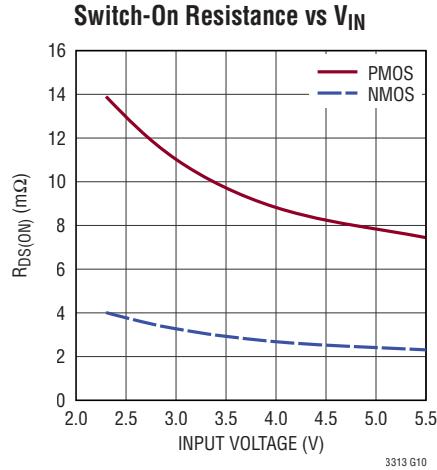 Switch-On Resistance vs VIN
16
14
12
10
8
6
4
2
0
RDS(ON) (mΩ)
PMOS
NMOS
2.0 2.5 3.0 3.5 4.0 4.5 5.0 5.5
INPUT VOLTAGE (V)
3313 G10